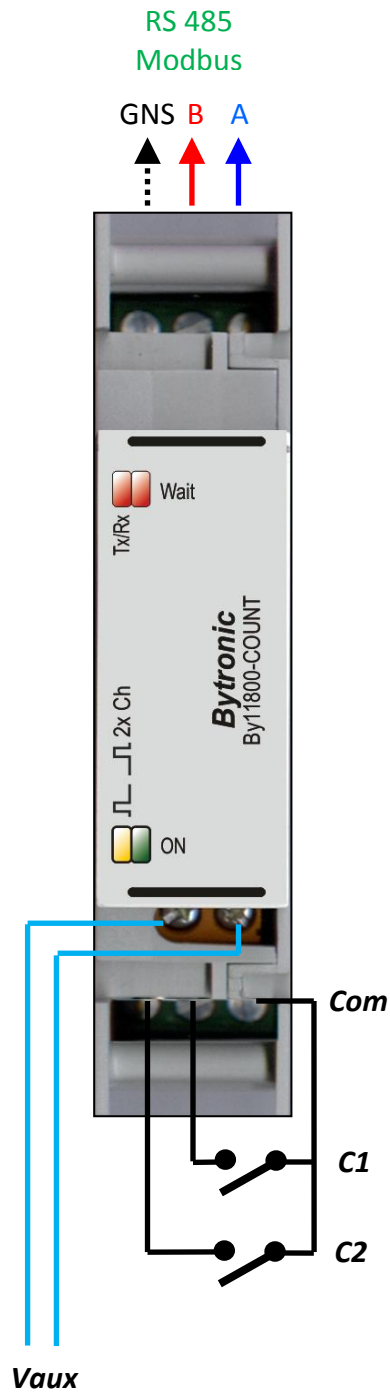 RS 485
Modbus
GNS B A
Wait
Tx/Rx
Bytronic
By11800-COUNT
2x Ch
ON
Com
C1
C2
Vaux